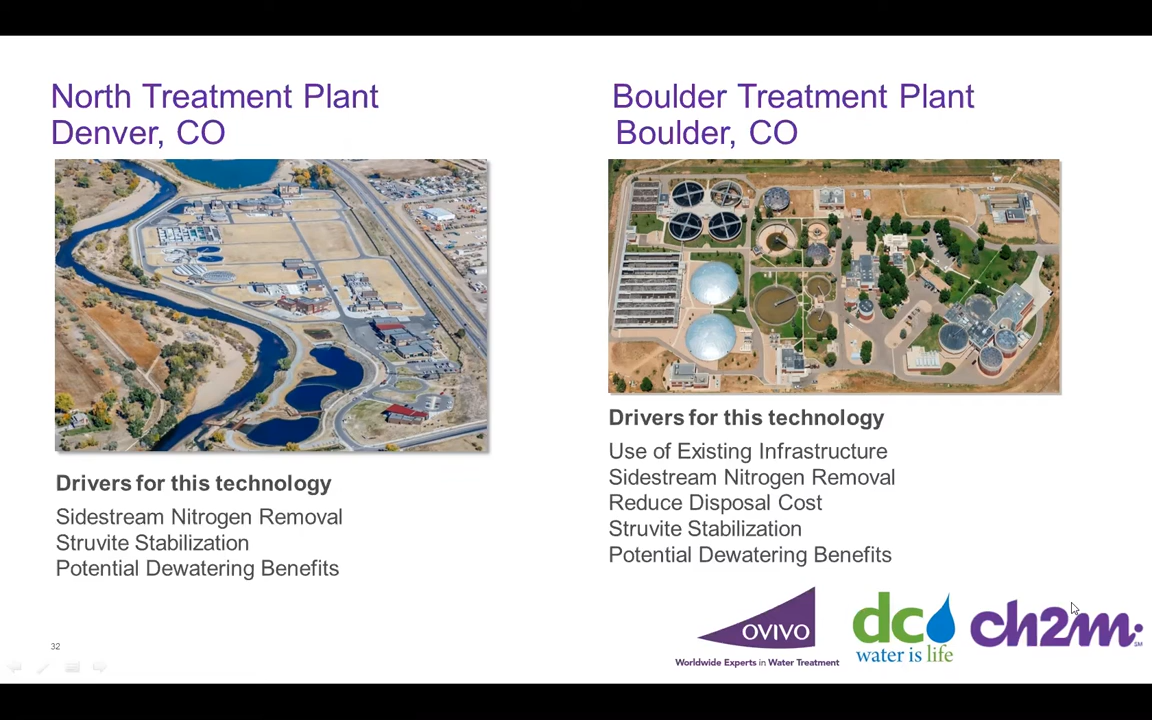 North Treatment Plant
Denver, CO
Drivers for this technology
Sidestream Nitrogen Removal
Struvite Stabilization
Potential Dewatering Benefits
Boulder Treatment Plant
Boulder, CO
Drivers for this technology
Use of Existing Infrastructure
Sidestream Nitrogen Removal
Reduce Disposal Cost
Struvite Stabilization
Potential Dewatering Benefits
32
OVIVO
Worldwide Experts in Water Treatment
dc
water is life
ch2m.
SM